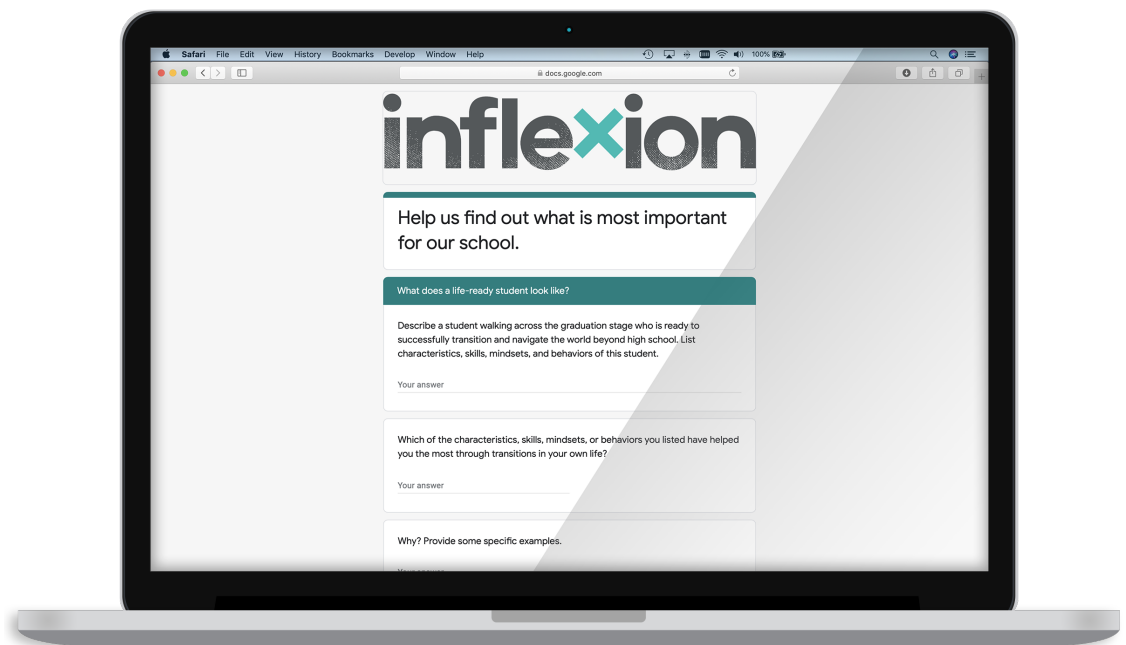 Safari File Edit View History Bookmarks Develop Window Help 100%
docs.google.com
inflexion
Help us find out what is most important
for our school.
What does a life-ready student look like?
Describe a student walking across the graduation stage who is ready to
successfully transition and navigate the world beyond high school. List
characteristics, skills, mindsets, and behaviors of this student.
Your answer
Which of the characteristics, skills, mindsets, or behaviors you listed have helped
you the most through transitions in your own life?
Your answer
Why? Provide some specific examples.